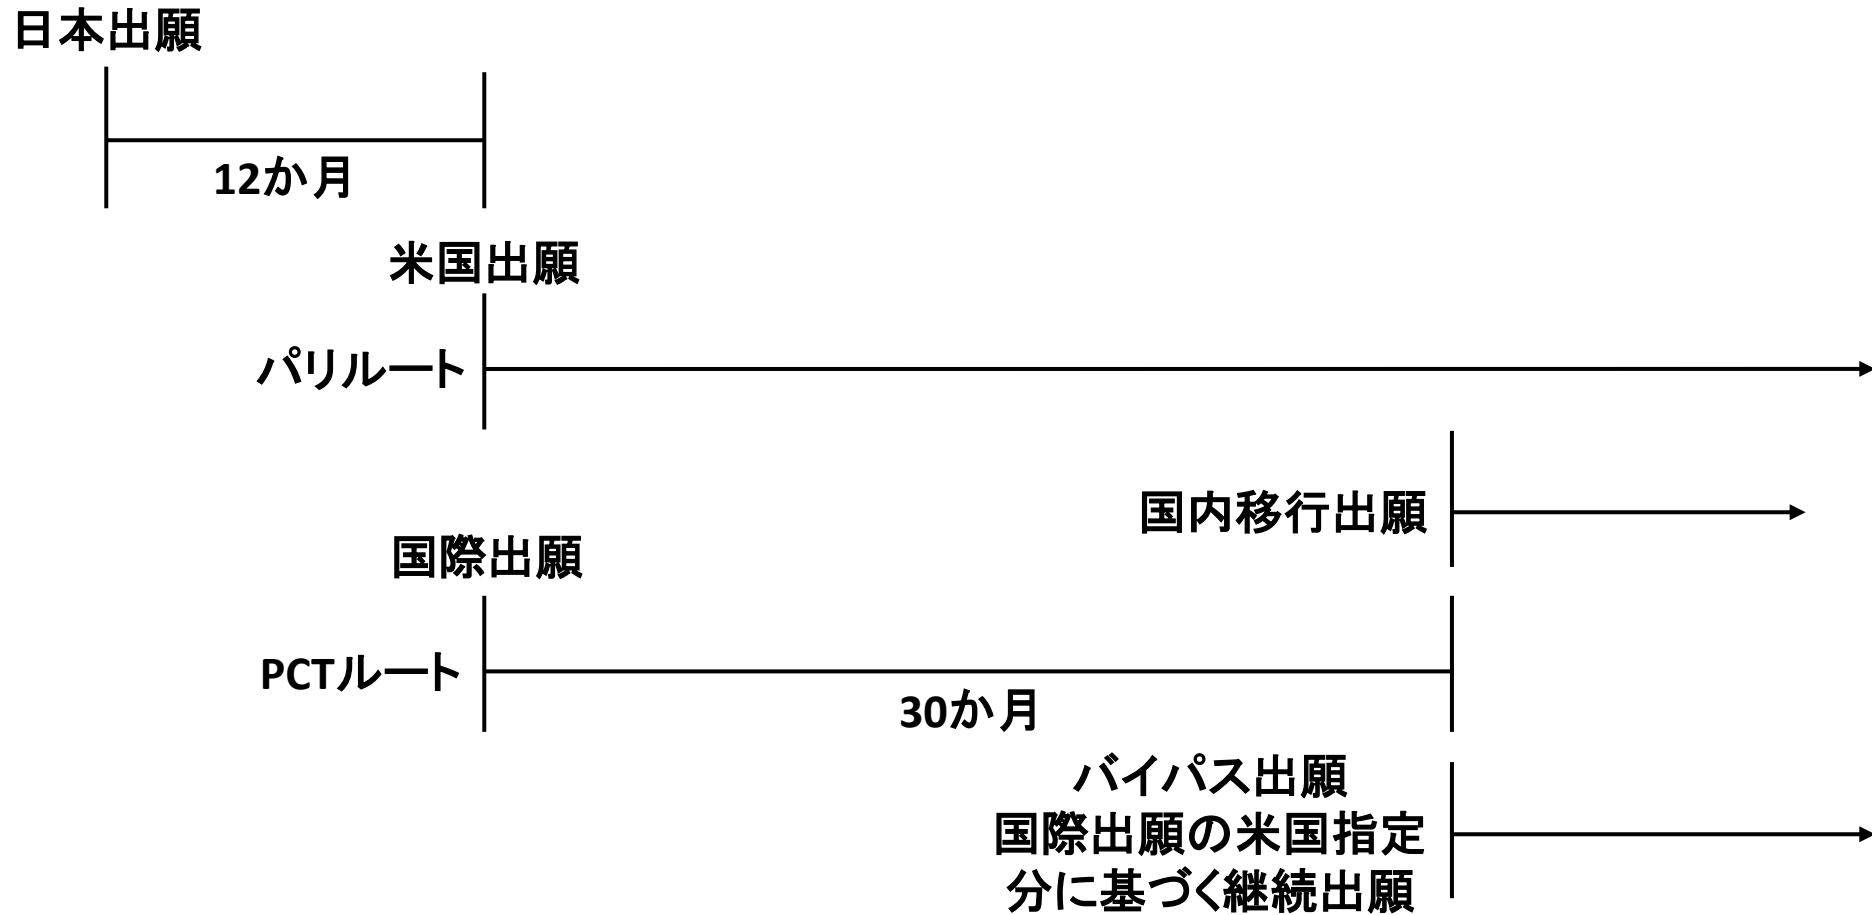 日本出願
12か月
米国出願
パリルート
国内移行出願
国際出願
PCTルート
30か月
バイパス出願
国際出願の米国指定
分に基づく継続出願